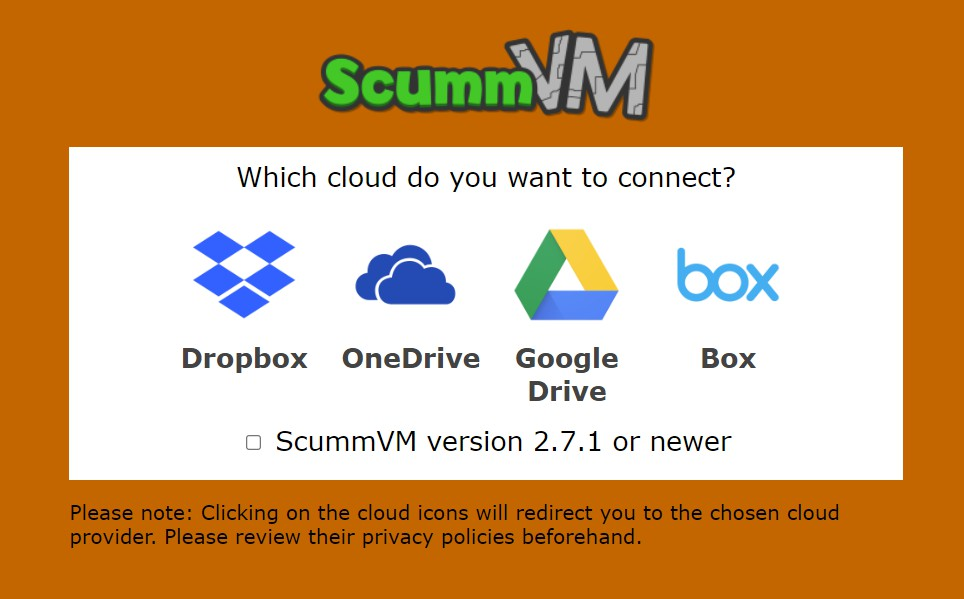 ScummVM
Which cloud do you want to connect?
box
Dropbox OneDrive Google Drive Box
ScummVM version 2.7.1 or newer
Please note: Clicking on the cloud icons will redirect you to the chosen cloud
provider. Please review their privacy policies beforehand.